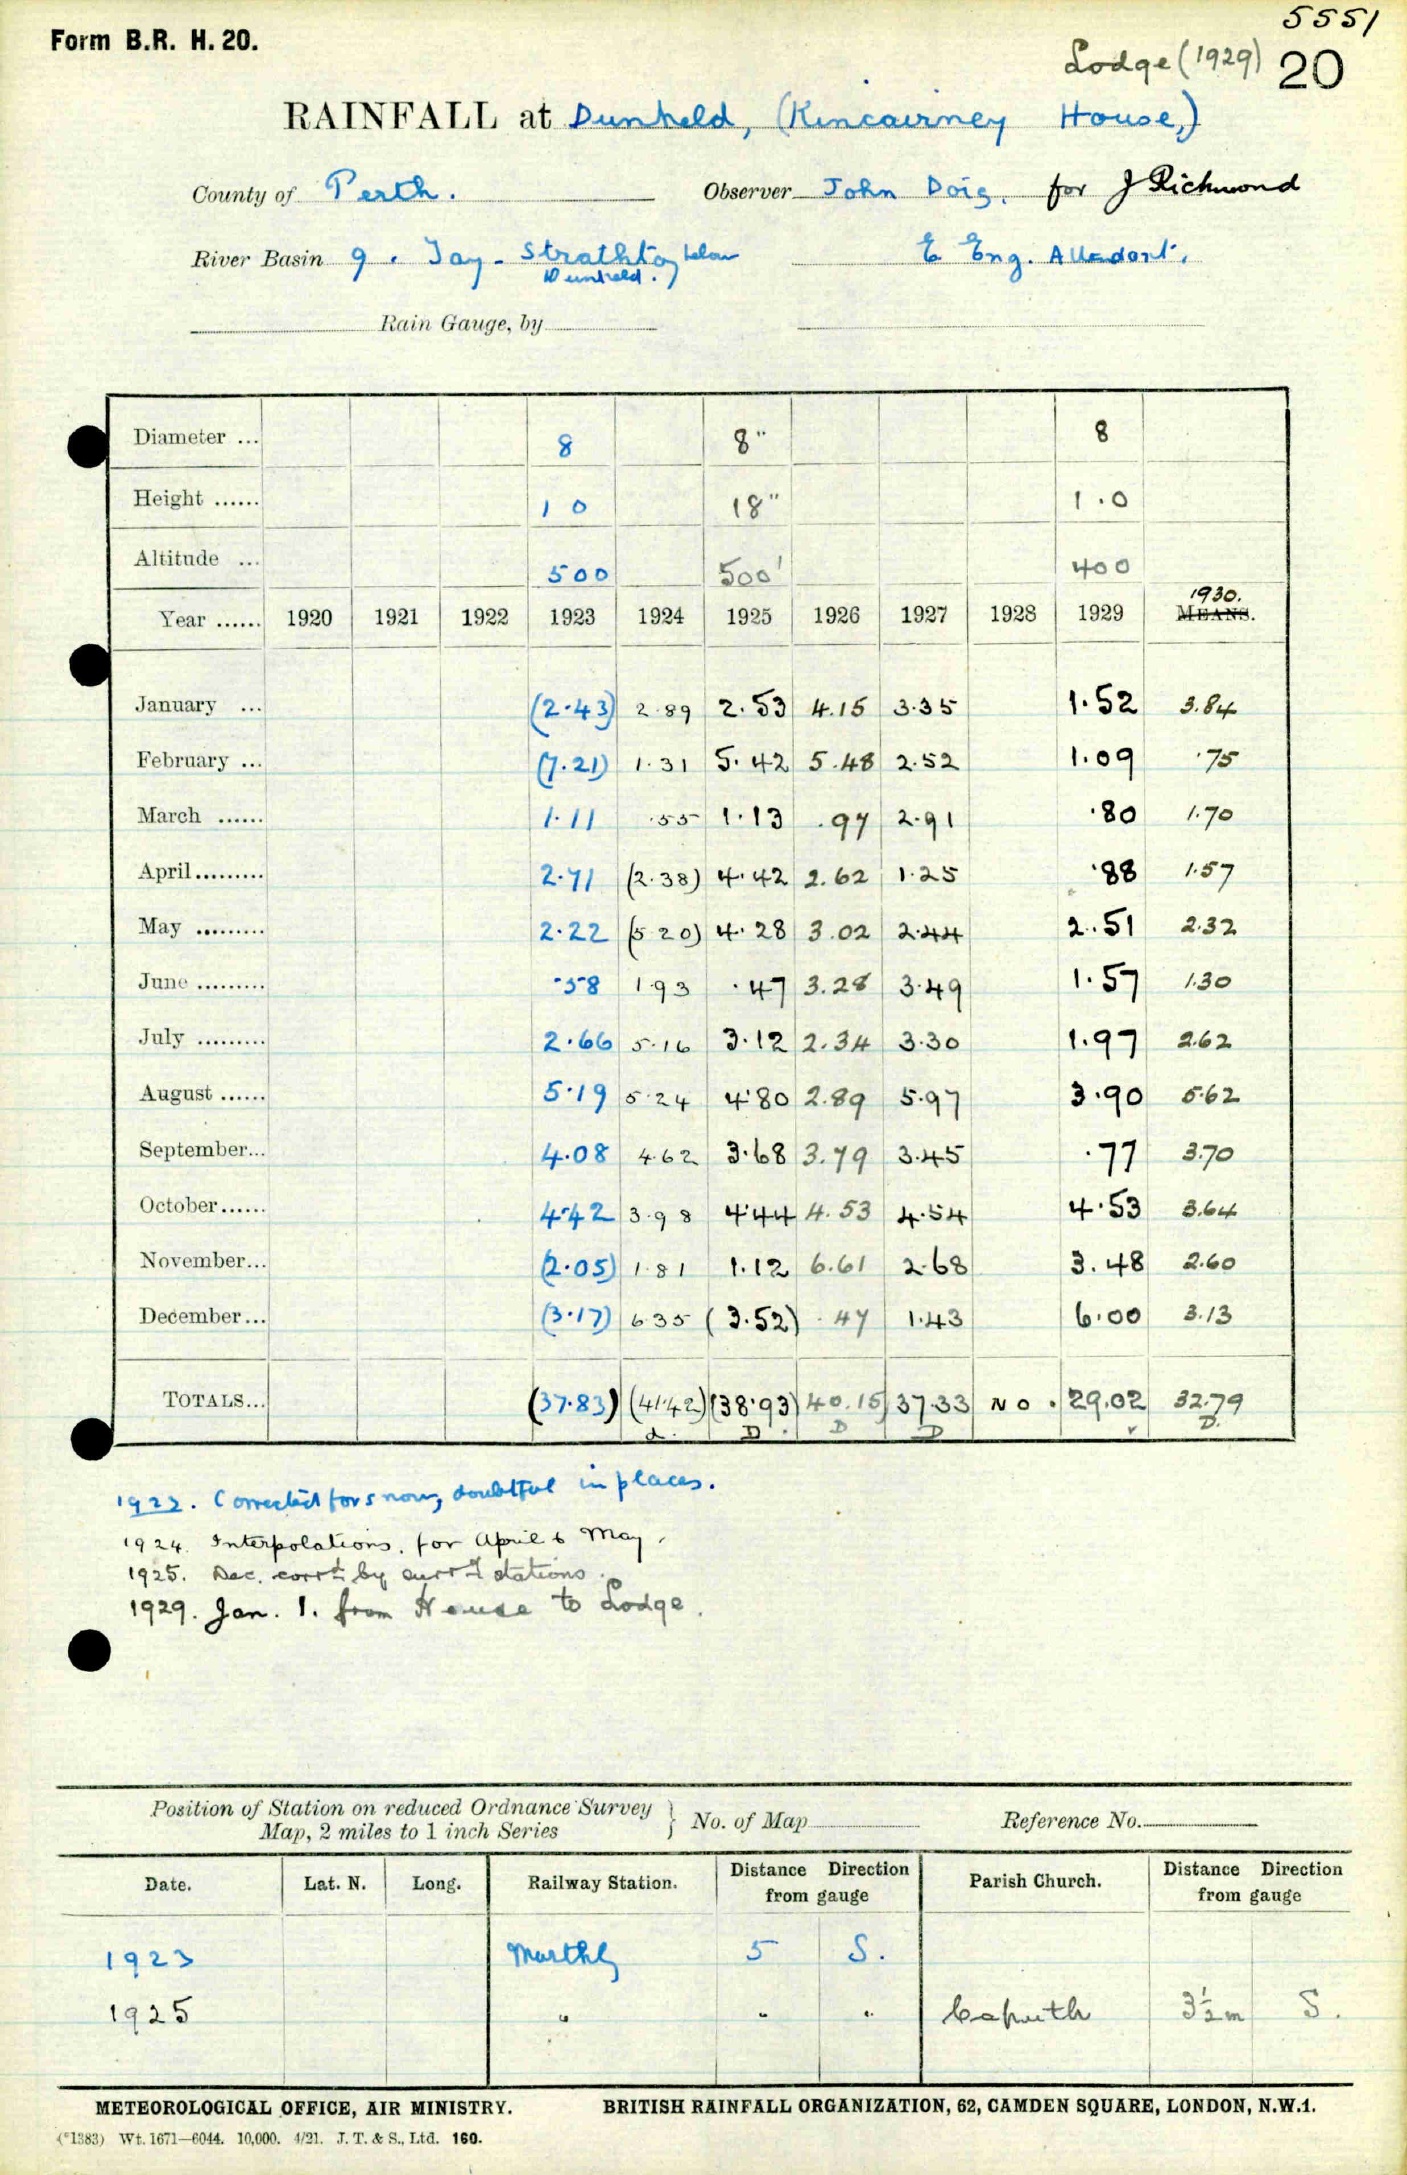 5551
Form B.R. H. 20.
Lodge (1929) 20
RAINFALL at Dunkeld, (Kincairney House,)
County of Perth. Observer John Doig. for J Richmond
River Basin 9. Tay - Strathtay below Dunkeld. E Eng.
Rain Gauge, by
Diameter ... 8 8" 8
Height ...... 1 0 18" 1.0
Altitude ... 500 500' 400
1930.
Year ...... 1920 1921 1922 1923 1924 1925 1926 1927 1928 1929 MEANS.
January ... (2.43) 2.89 2.53 4.15 3.35 1.52 3.84
February ... (7.21) 1.31 5.42 5.48 2.52 1.09 .75
March ...... 1.11 .55 1.13 .97 2.91 .80 1.70
April ......... 2.71 (2.38) 4.42 2.62 1.25 .88 1.57
May ......... 2.22 (5 20) 4.28 3.02 2.44 2.51 2.32
June ......... .58 1.93 .47 3.28 3.49 1.57 1.30
July ......... 2.66 5.16 3.12 2.34 3.30 1.97 2.62
August ...... 5.19 5.24 4.80 2.89 5.97 3.90 5.62
September... 4.08 4.62 3.68 3.79 3.45 .77 3.70
October...... 4.42 3.98 4.44 4.53 4.54 4.53 3.64
November... (2.05) 1.81 1.12 6.61 2.68 3.48 2.60
December... (3.17) 6.35 (3.52) .47 1.43 6.00 3.13
TOTALS... (37.83) (41.42) (38.93) 40.15 37.33 NO. 29.02 32.79
d. D. D D D.
1923. Corrected for snow, doubtful in places.
1924. Interpolations. for April & May.
1925. Dec. corrtd by surrd stations.
1929. Jan. 1. from House to Lodge.
Position of Station on reduced Ordnance Survey Map, 2 miles to 1 inch Series } No. of Map Reference No.
Date. Lat. N. Long. Railway Station. Distance Direction from gauge Parish Church. Distance Direction from gauge
1923 Murthly 5 S.
1925 " " " Caputh 3½m S.
METEOROLOGICAL OFFICE, AIR MINISTRY. BRITISH RAINFALL ORGANIZATION, 62, CAMDEN SQUARE, LONDON, N.W.1.
(*1383) Wt. 1671—6044. 10,000. 4/21. J. T. & S., Ltd. 160.